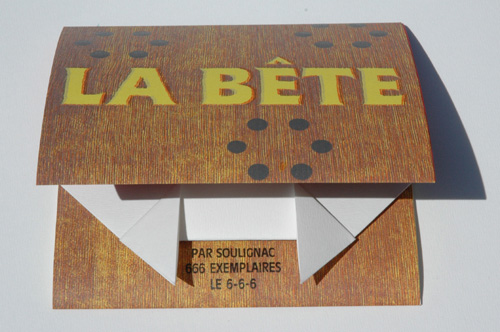 LA BÊTE
PAR SOULIGNAC
666 EXEMPLAIRES
LE 6-6-6